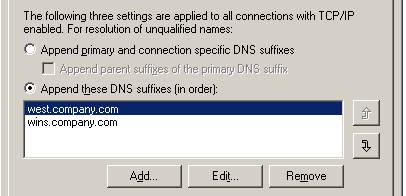 The following three settings are applied to all connections with TCP/IP
enabled. For resolution of unqualified names:
Append primary and connection specific DNS suffixes
Append parent suffixes of the primary DNS suffix
Append these DNS suffixes (in order):
west.company.com
wins.company.com
Add... Edit... Remove